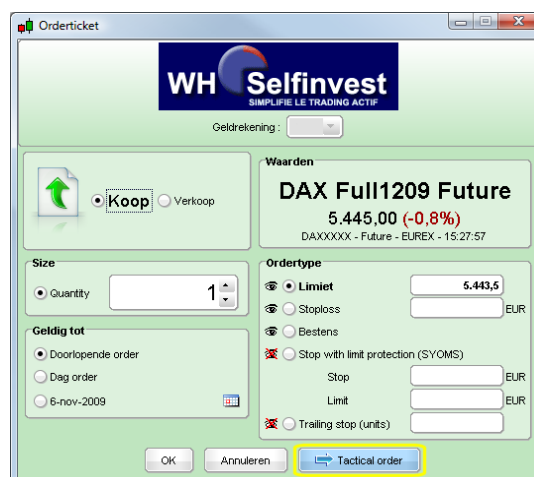 Orderticket
WH Selfinvest
SIMPLIFIE LE TRADING ACTIF
Geldrekening :
Koop Verkoop
Waarden
DAX Full1209 Future
5.445,00 (-0,8%)
DAXXXXX - Future - EUREX - 15:27:57
Size
Quantity 1
Geldig tot
Doorlopende order
Dag order
6-nov-2009
Ordertype
Limiet 5.443,5
Stoploss EUR
Bestens
Stop with limit protection (SYOMS)
Stop EUR
Limit EUR
Trailing stop (units)
OK Annuleren Tactical order